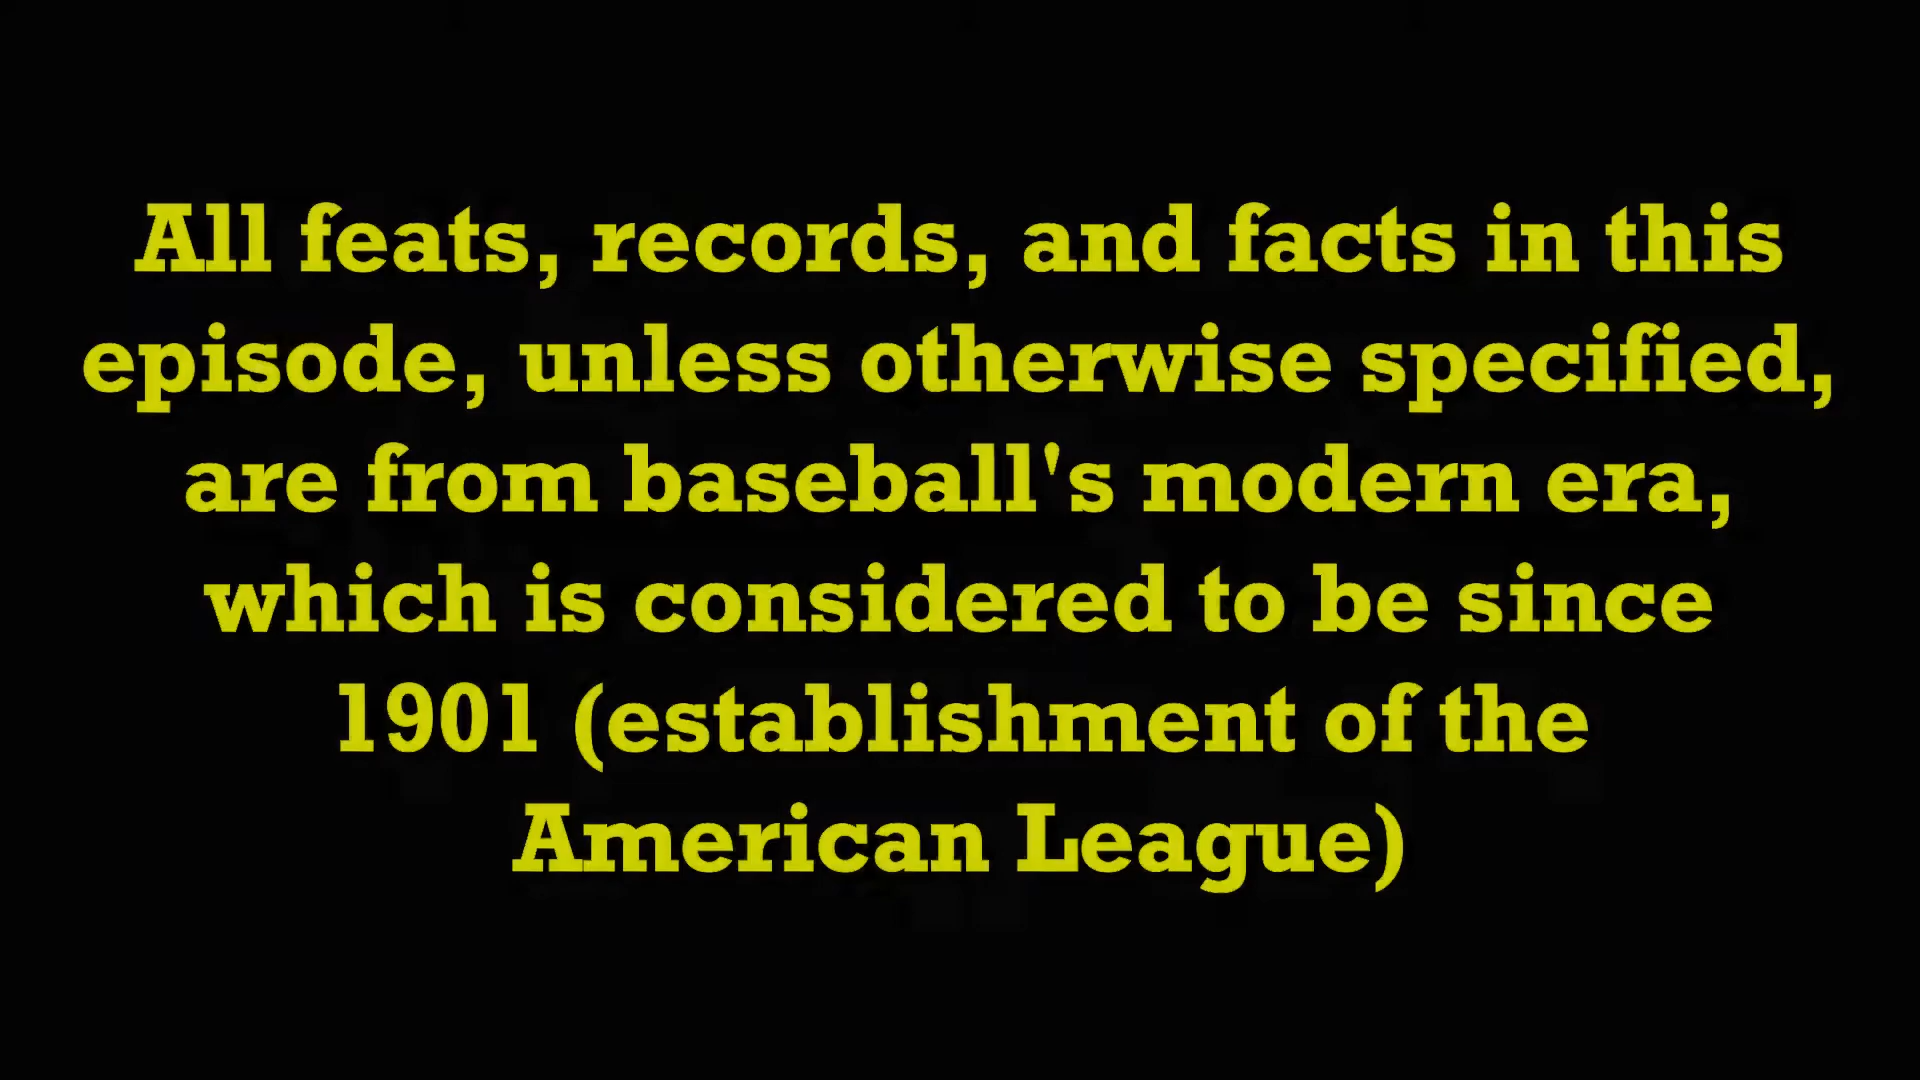 All feats, records, and facts in this
episode, unless otherwise specified,
are from baseball's modern era,
which is considered to be since
1901 (establishment of the
American League)